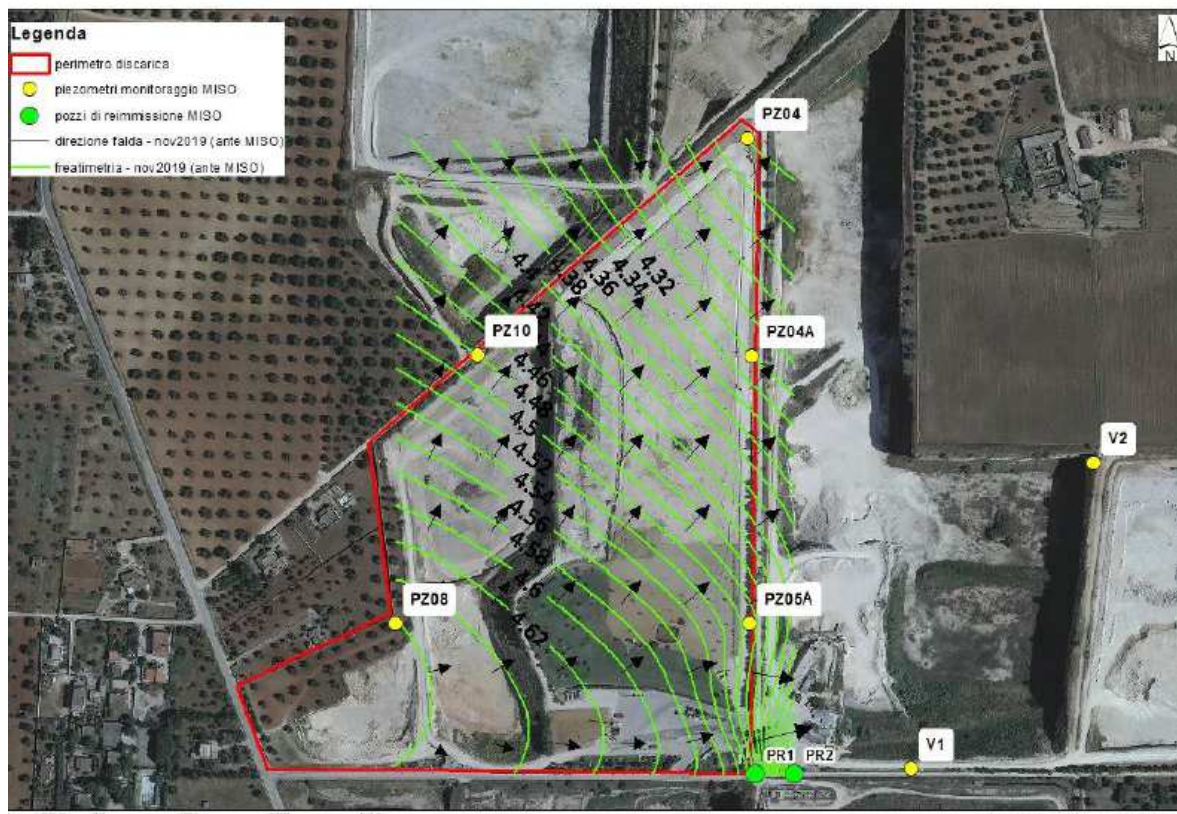 Legenda
perimetro discarica
piezometri monitoraggio MISO
pozzi di reimmissione MISO
direzione falda - nov2019 (ante MISO)
freatimetria - nov2019 (ante MISO)
N
PZ04
4.32
4.34
4.36
4.38
PZ10
PZ04A
4.46
4.48
4.5
4.52
4.54
4.56
4.58
4.6
4.62
V2
PZ08
PZ05A
V1
PR1
PR2